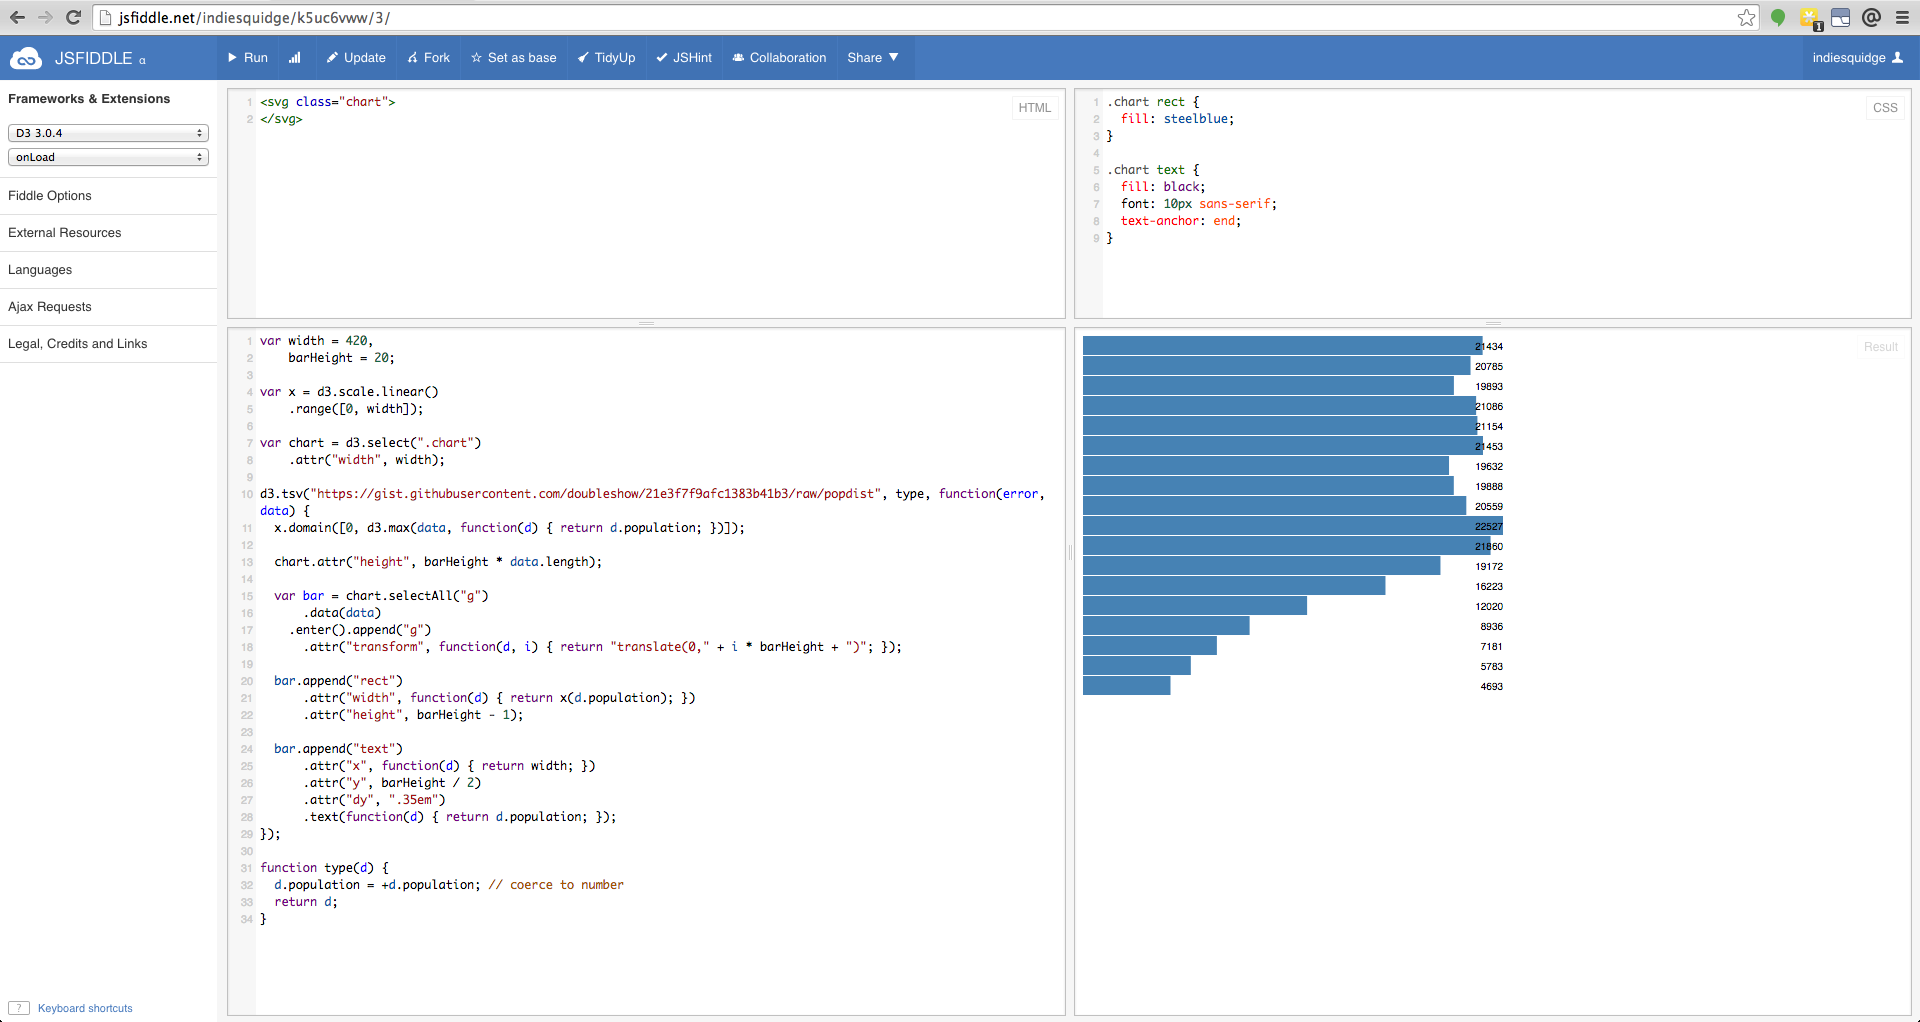 jsfiddle.net/indiesquidge/k5uc6vww/3/
1
JSFIDDLE α
Run
Update
Fork
Set as base
TidyUp
JSHint
Collaboration
Share ▼
indiesquidge
Frameworks & Extensions
D3 3.0.4
onLoad
Fiddle Options
External Resources
Languages
Ajax Requests
Legal, Credits and Links
? Keyboard shortcuts
1 <svg class="chart">
2 </svg>
HTML
1 .chart rect {
2   fill: steelblue;
3 }
4
5 .chart text {
6   fill: black;
7   font: 10px sans-serif;
8   text-anchor: end;
9 }
CSS
1 var width = 420,
2     barHeight = 20;
3
4 var x = d3.scale.linear()
5     .range([0, width]);
6
7 var chart = d3.select(".chart")
8     .attr("width", width);
9
10 d3.tsv("https://gist.githubusercontent.com/doubleshow/21e3f7f9afc1383b41b3/raw/popdist", type, function(error,
data) {
11   x.domain([0, d3.max(data, function(d) { return d.population; })]);
12
13   chart.attr("height", barHeight * data.length);
14
15   var bar = chart.selectAll("g")
16       .data(data)
17     .enter().append("g")
18       .attr("transform", function(d, i) { return "translate(0," + i * barHeight + ")"; });
19
20   bar.append("rect")
21       .attr("width", function(d) { return x(d.population); })
22       .attr("height", barHeight - 1);
23
24   bar.append("text")
25       .attr("x", function(d) { return width; })
26       .attr("y", barHeight / 2)
27       .attr("dy", ".35em")
28       .text(function(d) { return d.population; });
29 });
30
31 function type(d) {
32   d.population = +d.population; // coerce to number
33   return d;
34 }
Result
21434
20785
19893
21086
21154
21453
19632
19888
20559
22527
21860
19172
16223
12020
8936
7181
5783
4693